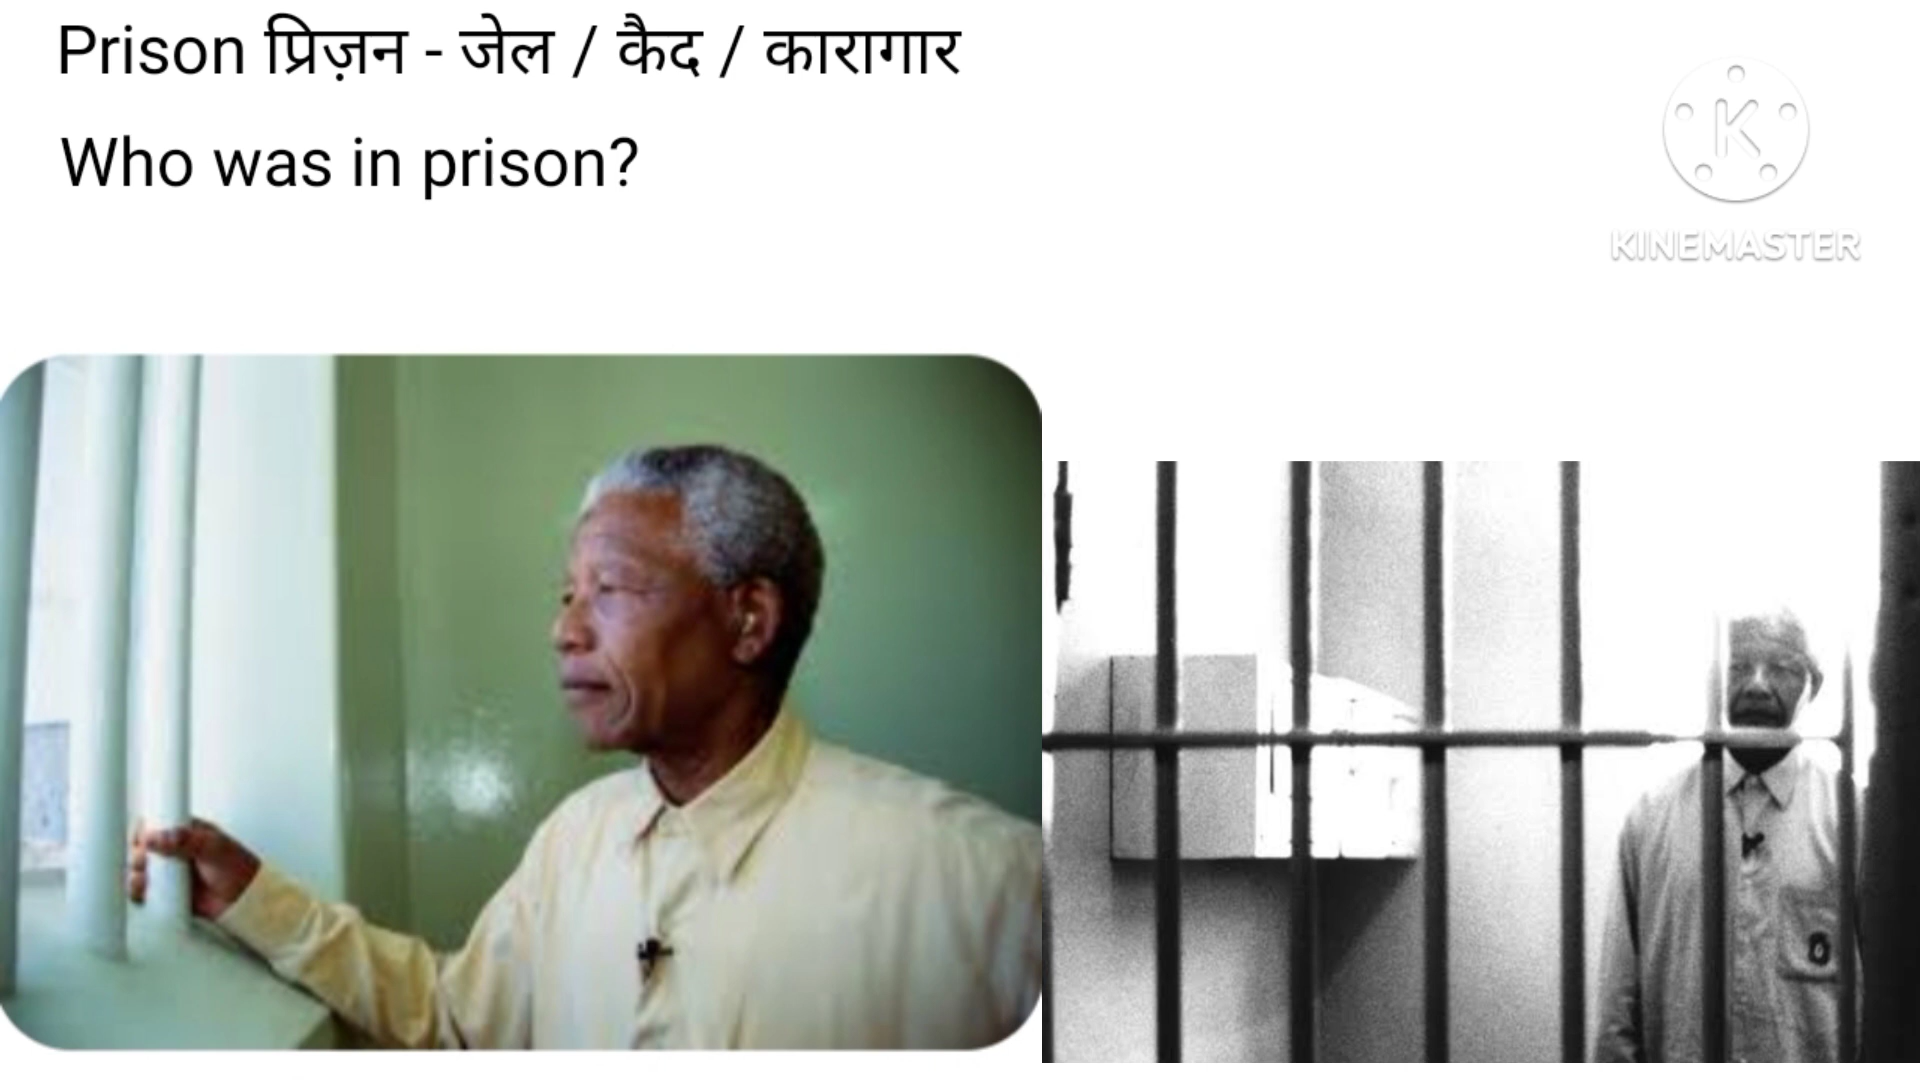 Prison प्रिज़न - जेल / कैद / कारागार
Who was in prison?
K
KINEMASTER